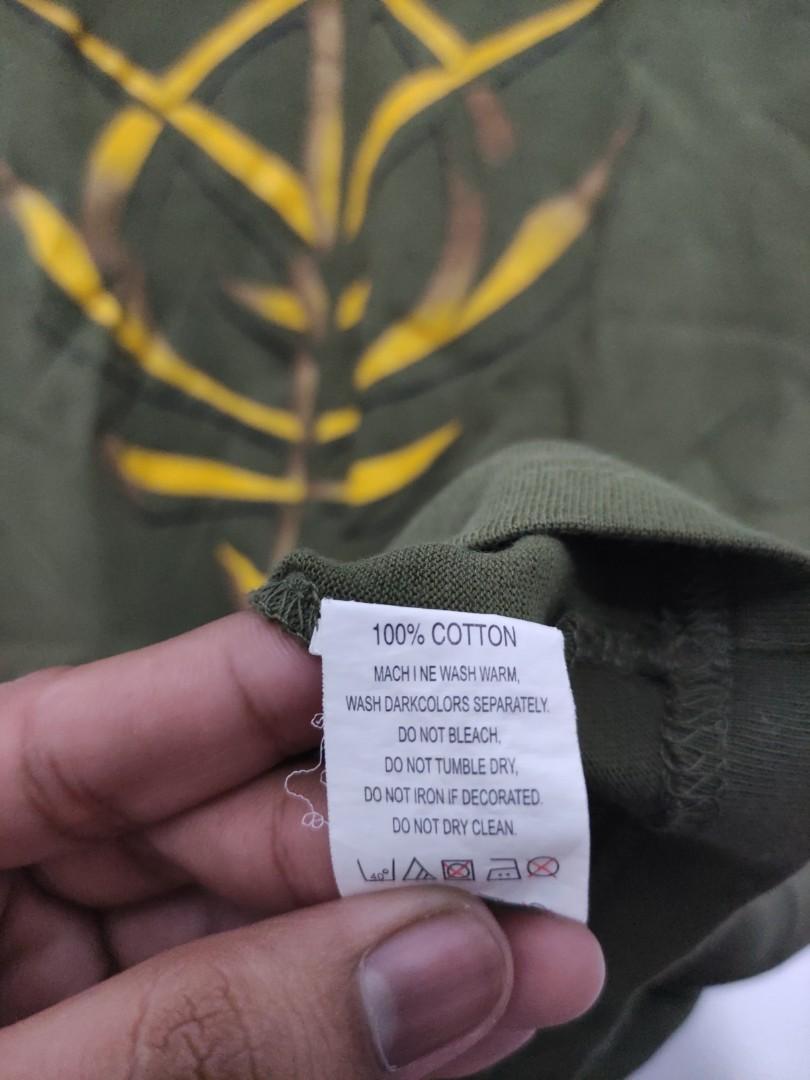 100% COTTON
MACH I NE WASH WARM,
WASH DARKCOLORS SEPARATELY.
DO NOT BLEACH,
DO NOT TUMBLE DRY,
DO NOT IRON IF DECORATED.
DO NOT DRY CLEAN.
40°